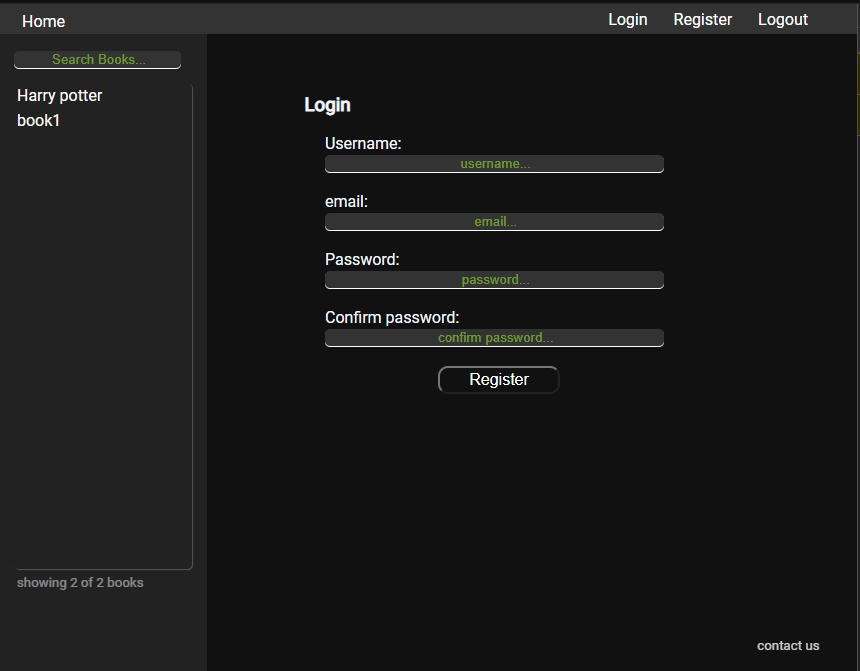 Home Login Register Logout
Search Books...
Harry potter
book1
showing 2 of 2 books
Login
Username:
username...
email:
email...
Password:
password...
Confirm password:
confirm password...
Register
contact us